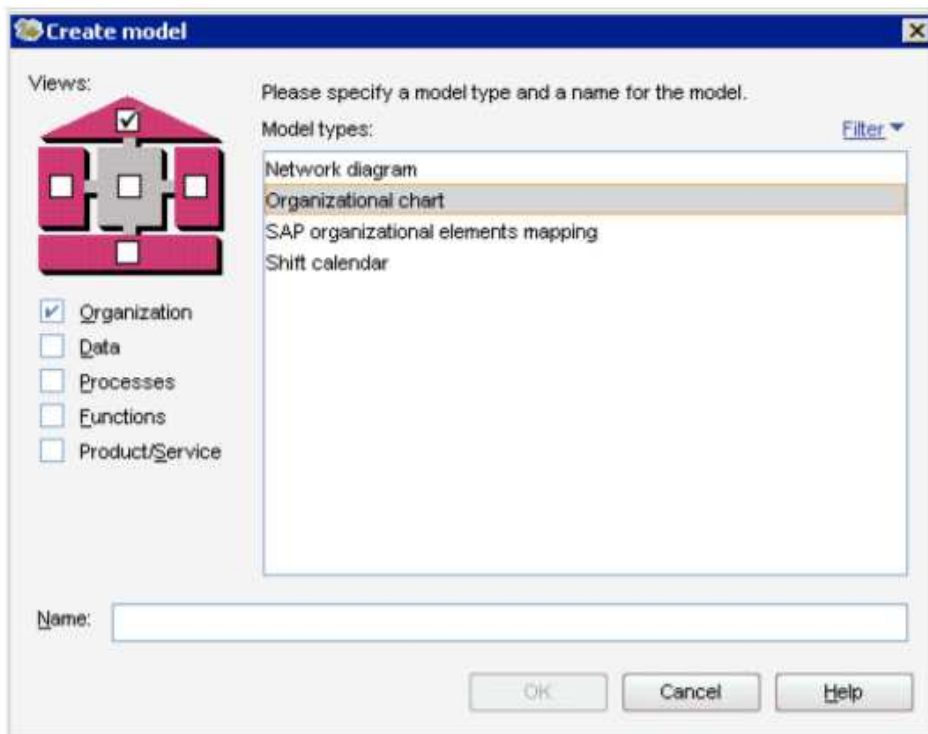 Create model
Views:
Please specify a model type and a name for the model.
Model types:
Filter
Network diagram
Organizational chart
SAP organizational elements mapping
Shift calendar
Organization
Data
Processes
Functions
Product/Service
Name:
OK
Cancel
Help